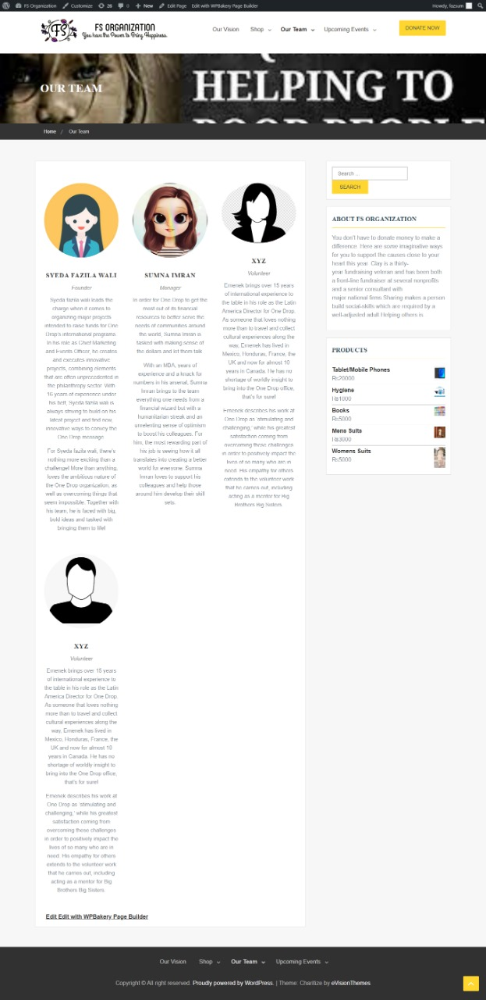 FS Organization Customize 26 0 New Edit Page Edit with WPBakery Page Builder Howdy, fazsum
FS FS ORGANIZATION
You have the Power to Bring Happiness.
Our Vision Shop Our Team Upcoming Events DONATE NOW
OUR TEAM
HELPING TO
POOR PEOPLE
Home / Our Team
SYEDA FAZILA WALI
Founder
Syeda fazila wali leads the
charge when it comes to
organizing major projects
intended to raise funds for One
Drop's international programs.
In his role as Chief Marketing
and Events Officer, he creates
and executes innovative
projects, combining elements
that are often unprecedented in
the philanthropy sector. With
16 years of experience under
his belt, Syeda fazila wali is
always striving to build on his
latest project and find new,
innovative ways to convey the
One Drop message.
For Syeda fazila wali, there's
nothing more exciting than a
challenge! More than anything,
loves the ambitious nature of
the One Drop organization, as
well as overcoming things that
seem impossible. Together with
his team, he is faced with big,
bold ideas and tasked with
bringing them to life!
SUMNA IMRAN
Manager
In order for One Drop to get the
most out of its financial
resources to better serve the
needs of communities around
the world, Sumna Imran is
tasked with making sense of
the dollars and let them talk.
With an MBA, years of
experience and a knack for
numbers in his arsenal, Sumna
Imran brings to the team
everything one needs from a
financial wizard but with a
humanitarian streak and an
unrelenting sense of optimism
to boost his colleagues. For
him, the most rewarding part of
his job is seeing how it all
translates into creating a better
world for everyone. Sumna
Imran loves to support his
colleagues and help those
around him develop their skill
sets.
XYZ
Volunteer
Emenek brings over 15 years
of international experience to
the table in his role as the Latin
America Director for One Drop.
As someone that loves nothing
more than to travel and collect
cultural experiences along the
way, Emenek has lived in
Mexico, Honduras, France, the
UK and now for almost 10
years in Canada. He has no
shortage of worldly insight to
bring into the One Drop office,
that's for sure!
Emenek describes his work at
One Drop as 'stimulating and
challenging,' while his greatest
satisfaction coming from
overcoming these challenges
in order to positively impact the
lives of so many who are in
need. His empathy for others
extends to the volunteer work
that he carries out, including
acting as a mentor for Big
Brothers Big Sisters.
XYZ
Volunteer
Emenek brings over 15 years
of international experience to
the table in his role as the Latin
America Director for One Drop.
As someone that loves nothing
more than to travel and collect
cultural experiences along the
way, Emenek has lived in
Mexico, Honduras, France, the
UK and now for almost 10
years in Canada. He has no
shortage of worldly insight to
bring into the One Drop office,
that's for sure!
Emenek describes his work at
One Drop as 'stimulating and
challenging,' while his greatest
satisfaction coming from
overcoming these challenges
in order to positively impact the
lives of so many who are in
need. His empathy for others
extends to the volunteer work
that he carries out, including
acting as a mentor for Big
Brothers Big Sisters.
Edit Edit with WPBakery Page Builder
Search ...
SEARCH
ABOUT FS ORGANIZATION
You don't have to donate money to make a
difference. Here are some imaginative ways
for you to support the causes close to your
heart this year. Clay is a thirty-
year fundraising veteran and has been both
a front-line fundraiser at several nonprofits
and a senior consultant with
major national firms.Sharing makes a person
build social-skills which are required by a
well-adjusted adult.Helping others is.
PRODUCTS
Tablet/Mobile Phones
₨20000
Hygiene
₨1000
Books
₨5000
Mens Suits
₨3000
Womens Suits
₨5000
Our Vision Shop Our Team Upcoming Events
Copyright © All right reserved. Proudly powered by WordPress. | Theme: Charitize by eVisionThemes